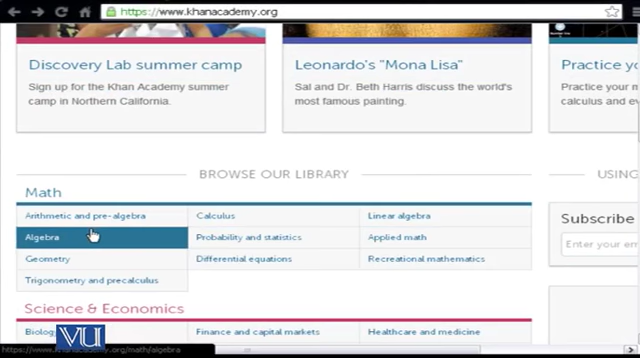 https://www.khanacademy.org
Discovery Lab summer camp
Sign up for the Khan Academy summer
camp in Northern California.
Leonardo's "Mona Lisa"
Sal and Dr. Beth Harris discuss the world's
most famous painting.
Practice
Practice your
calculus and
BROWSE OUR LIBRARY
USING
Math
Arithmetic and pre-algebra
Calculus
Linear algebra
Algebra
Probability and statistics
Applied math
Geometry
Differential equations
Recreational mathematics
Trigonometry and precalculus
Subscribe
Enter your
Science & Economics
Finance and capital markets
Healthcare and medicine
VU
https://www.khanacademy.org/math/algebra